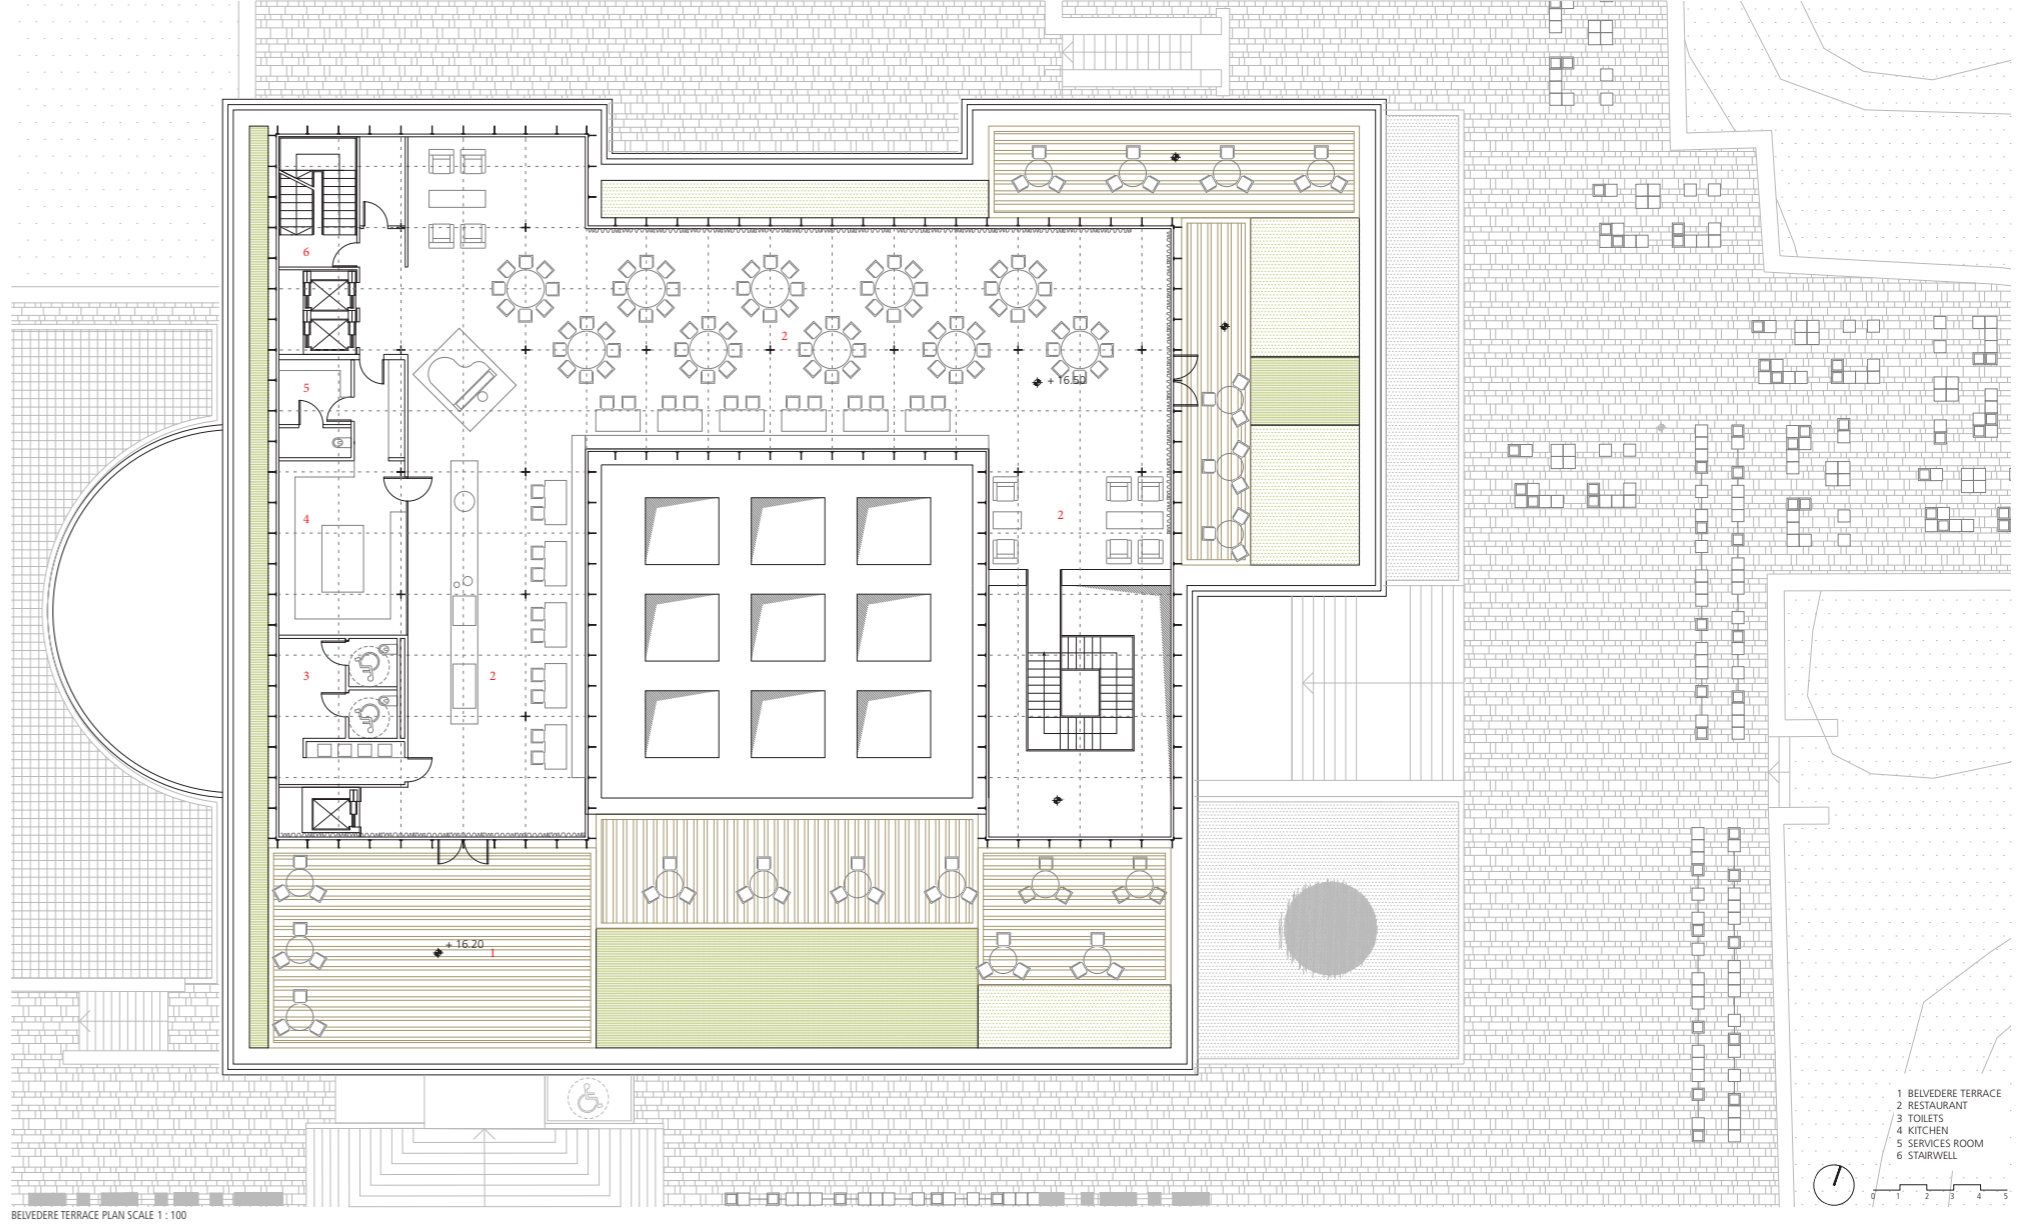 6
2
5
+ 16.50
4
2
3
2
+ 16.20
1
1 BELVEDERE TERRACE
2 RESTAURANT
3 TOILETS
4 KITCHEN
5 SERVICES ROOM
6 STAIRWELL
0 1 2 3 4 5
BELVEDERE TERRACE PLAN SCALE 1 : 100